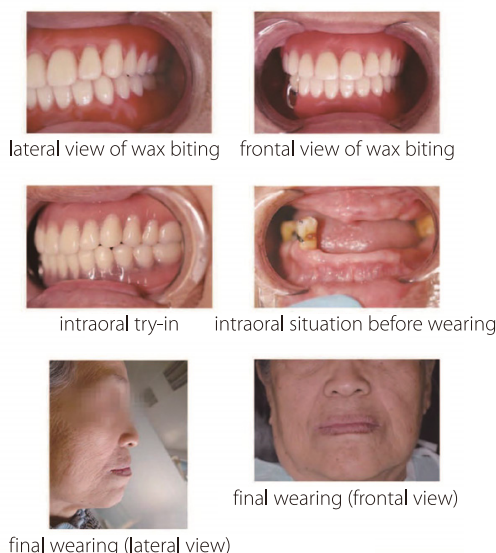 lateral view of wax biting
frontal view of wax biting
intraoral try-in
intraoral situation before wearing
final wearing (frontal view)
final wearing (lateral view)